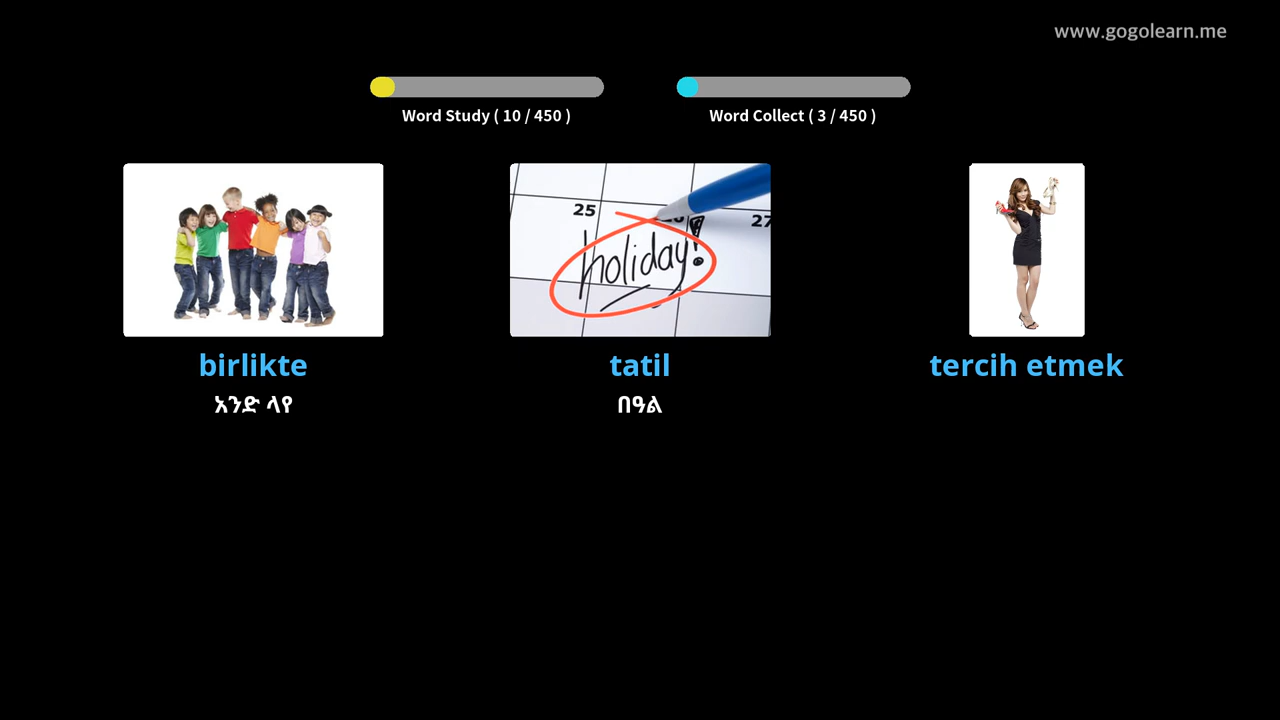 www.gogolearn.me
Word Study ( 10 / 450 )
Word Collect ( 3 / 450 )
25
27
holiday!
birlikte
tatil
tercih etmek
አንድ ላየ
በዓል